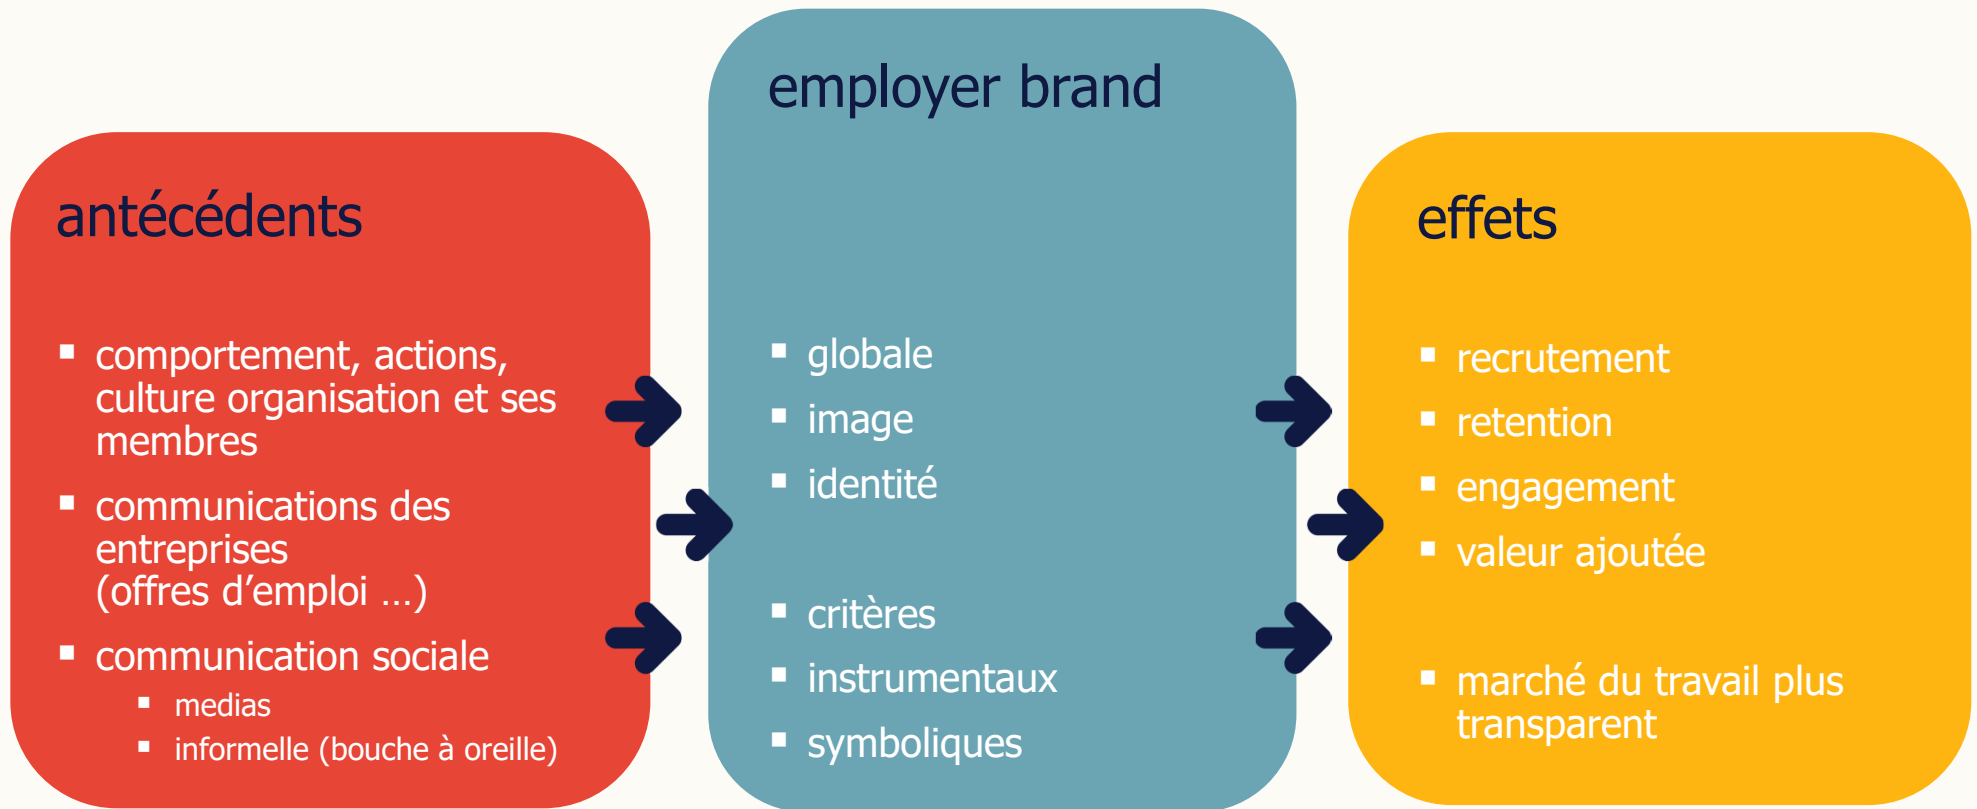 antécédents
comportement, actions,
culture organisation et ses
membres
communications des
entreprises
(offres d’emploi …)
communication sociale
medias
informelle (bouche à oreille)
employer brand
globale
image
identité
critères
instrumentaux
symboliques
effets
recrutement
retention
engagement
valeur ajoutée
marché du travail plus
transparent